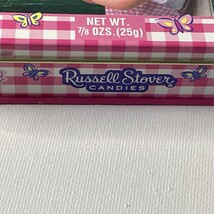 NET WT.
7/8 OZS. (25g)
Russell Stover
CANDIES